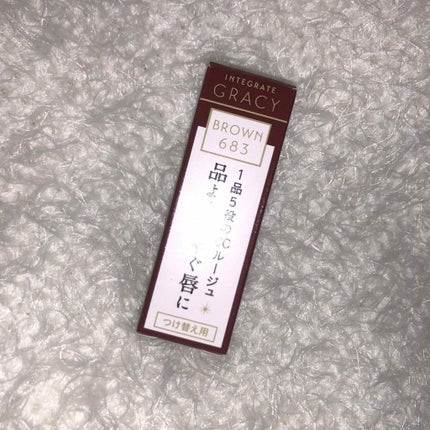 INTEGRATE
GRACY
BROWN
683
1品5役のCCルージュ
品よ
ぐ唇に
つけ替え用